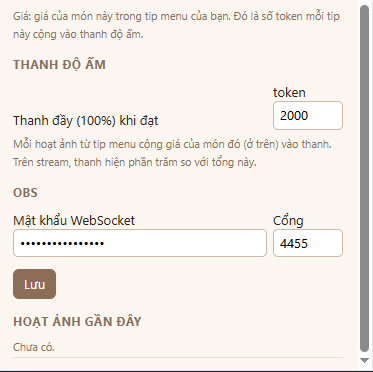 Giá: giá của món này trong tip menu của bạn. Đó là số token mỗi tip
này cộng vào thanh độ ấm.
THANH ĐỘ ẤM
token
Thanh đầy (100%) khi đạt
2000
Mỗi hoạt ảnh từ tip menu cộng giá của món đó (ở trên) vào thanh.
Trên stream, thanh hiện phần trăm so với tổng này.
OBS
Mật khẩu WebSocket
Cổng
••••••••••••••••
4455
Lưu
HOẠT ẢNH GẦN ĐÂY
Chưa có.